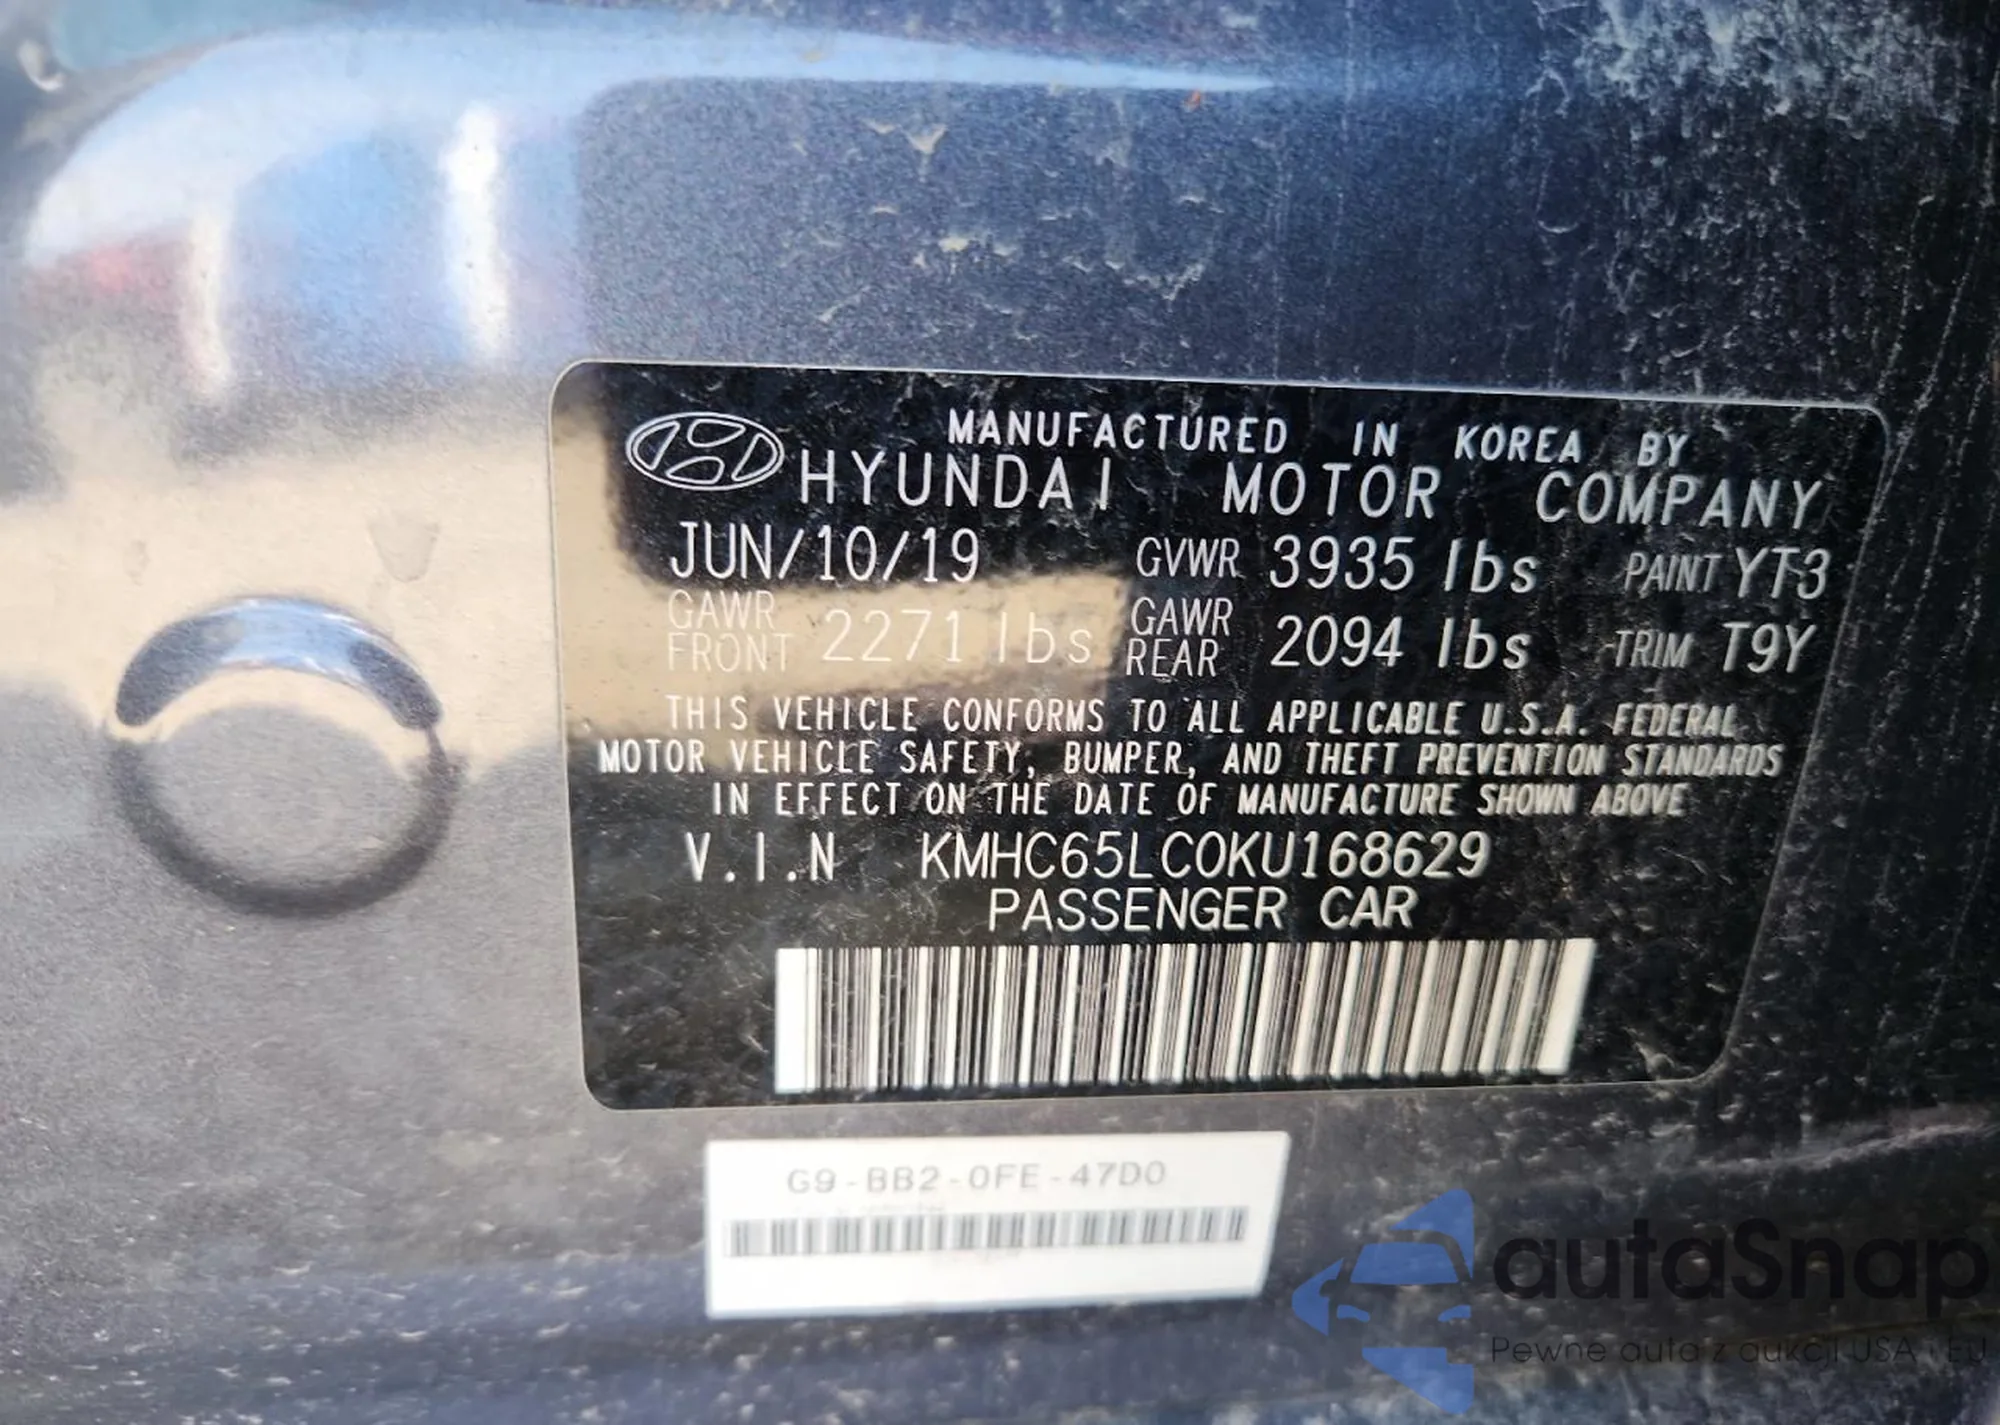 MANUFACTURED IN KOREA BY
HYUNDAI MOTOR COMPANY
JUN/10/19 GVWR 3935 lbs PAINT YT3
GAWR FRONT 2271 lbs GAWR REAR 2094 lbs TRIM T9Y
THIS VEHICLE CONFORMS TO ALL APPLICABLE U.S.A. FEDERAL
MOTOR VEHICLE SAFETY, BUMPER, AND THEFT PREVENTION STANDARDS
IN EFFECT ON THE DATE OF MANUFACTURE SHOWN ABOVE
V.I.N KMHC65LC0KU168629
PASSENGER CAR
G9-BB2-0FE-47D0
autaSnap
Pewne auta z aukcji USA i EU